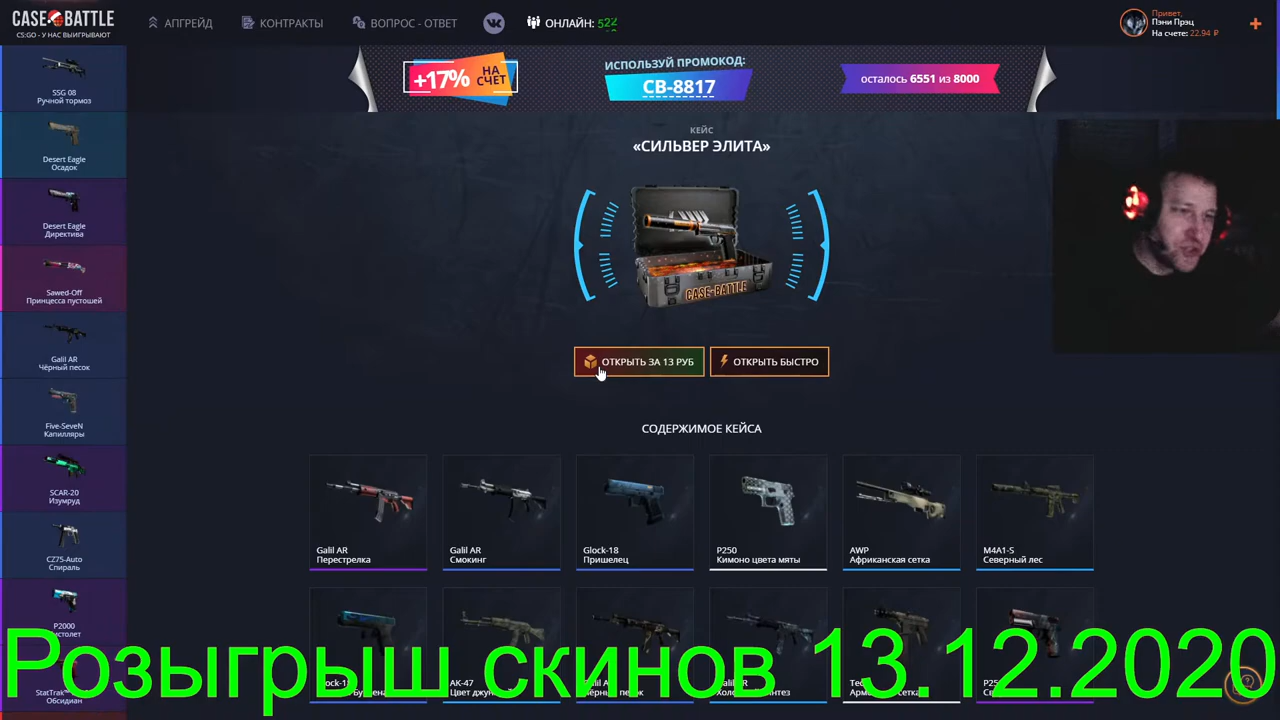 CASE BATTLE
CS:GO - У НАС ВЫИГРЫВАЮТ
АПГРЕЙД
КОНТРАКТЫ
ВОПРОС - ОТВЕТ
ОНЛАЙН:
Привет,
Пэни Прэц
На счете: 22.94 ₽
+17% НА СЧЕТ
ИСПОЛЬЗУЙ ПРОМОКОД:
CB-8817
осталось 6551 из 8000
SSG 08
Ручной тормоз
Desert Eagle
Осадок
Desert Eagle
Директива
Sawed-Off
Принцесса пустошей
Galil AR
Чёрный песок
Five-SeveN
Капилляры
SCAR-20
Изумруд
CZ75-Auto
Спираль
P2000
КЕЙС
«СИЛЬВЕР ЭЛИТА»
CASE-BATTLE
ОТКРЫТЬ ЗА 13 РУБ
ОТКРЫТЬ БЫСТРО
СОДЕРЖИМОЕ КЕЙСА
Galil AR
Перестрелка
Galil AR
Смокинг
Glock-18
Пришелец
P250
Кимоно цвета мяты
AWP
Африканская сетка
M4A1-S
Северный лес
AK-47
Обсидиан
Розыгрыш скинов 13.12.2020